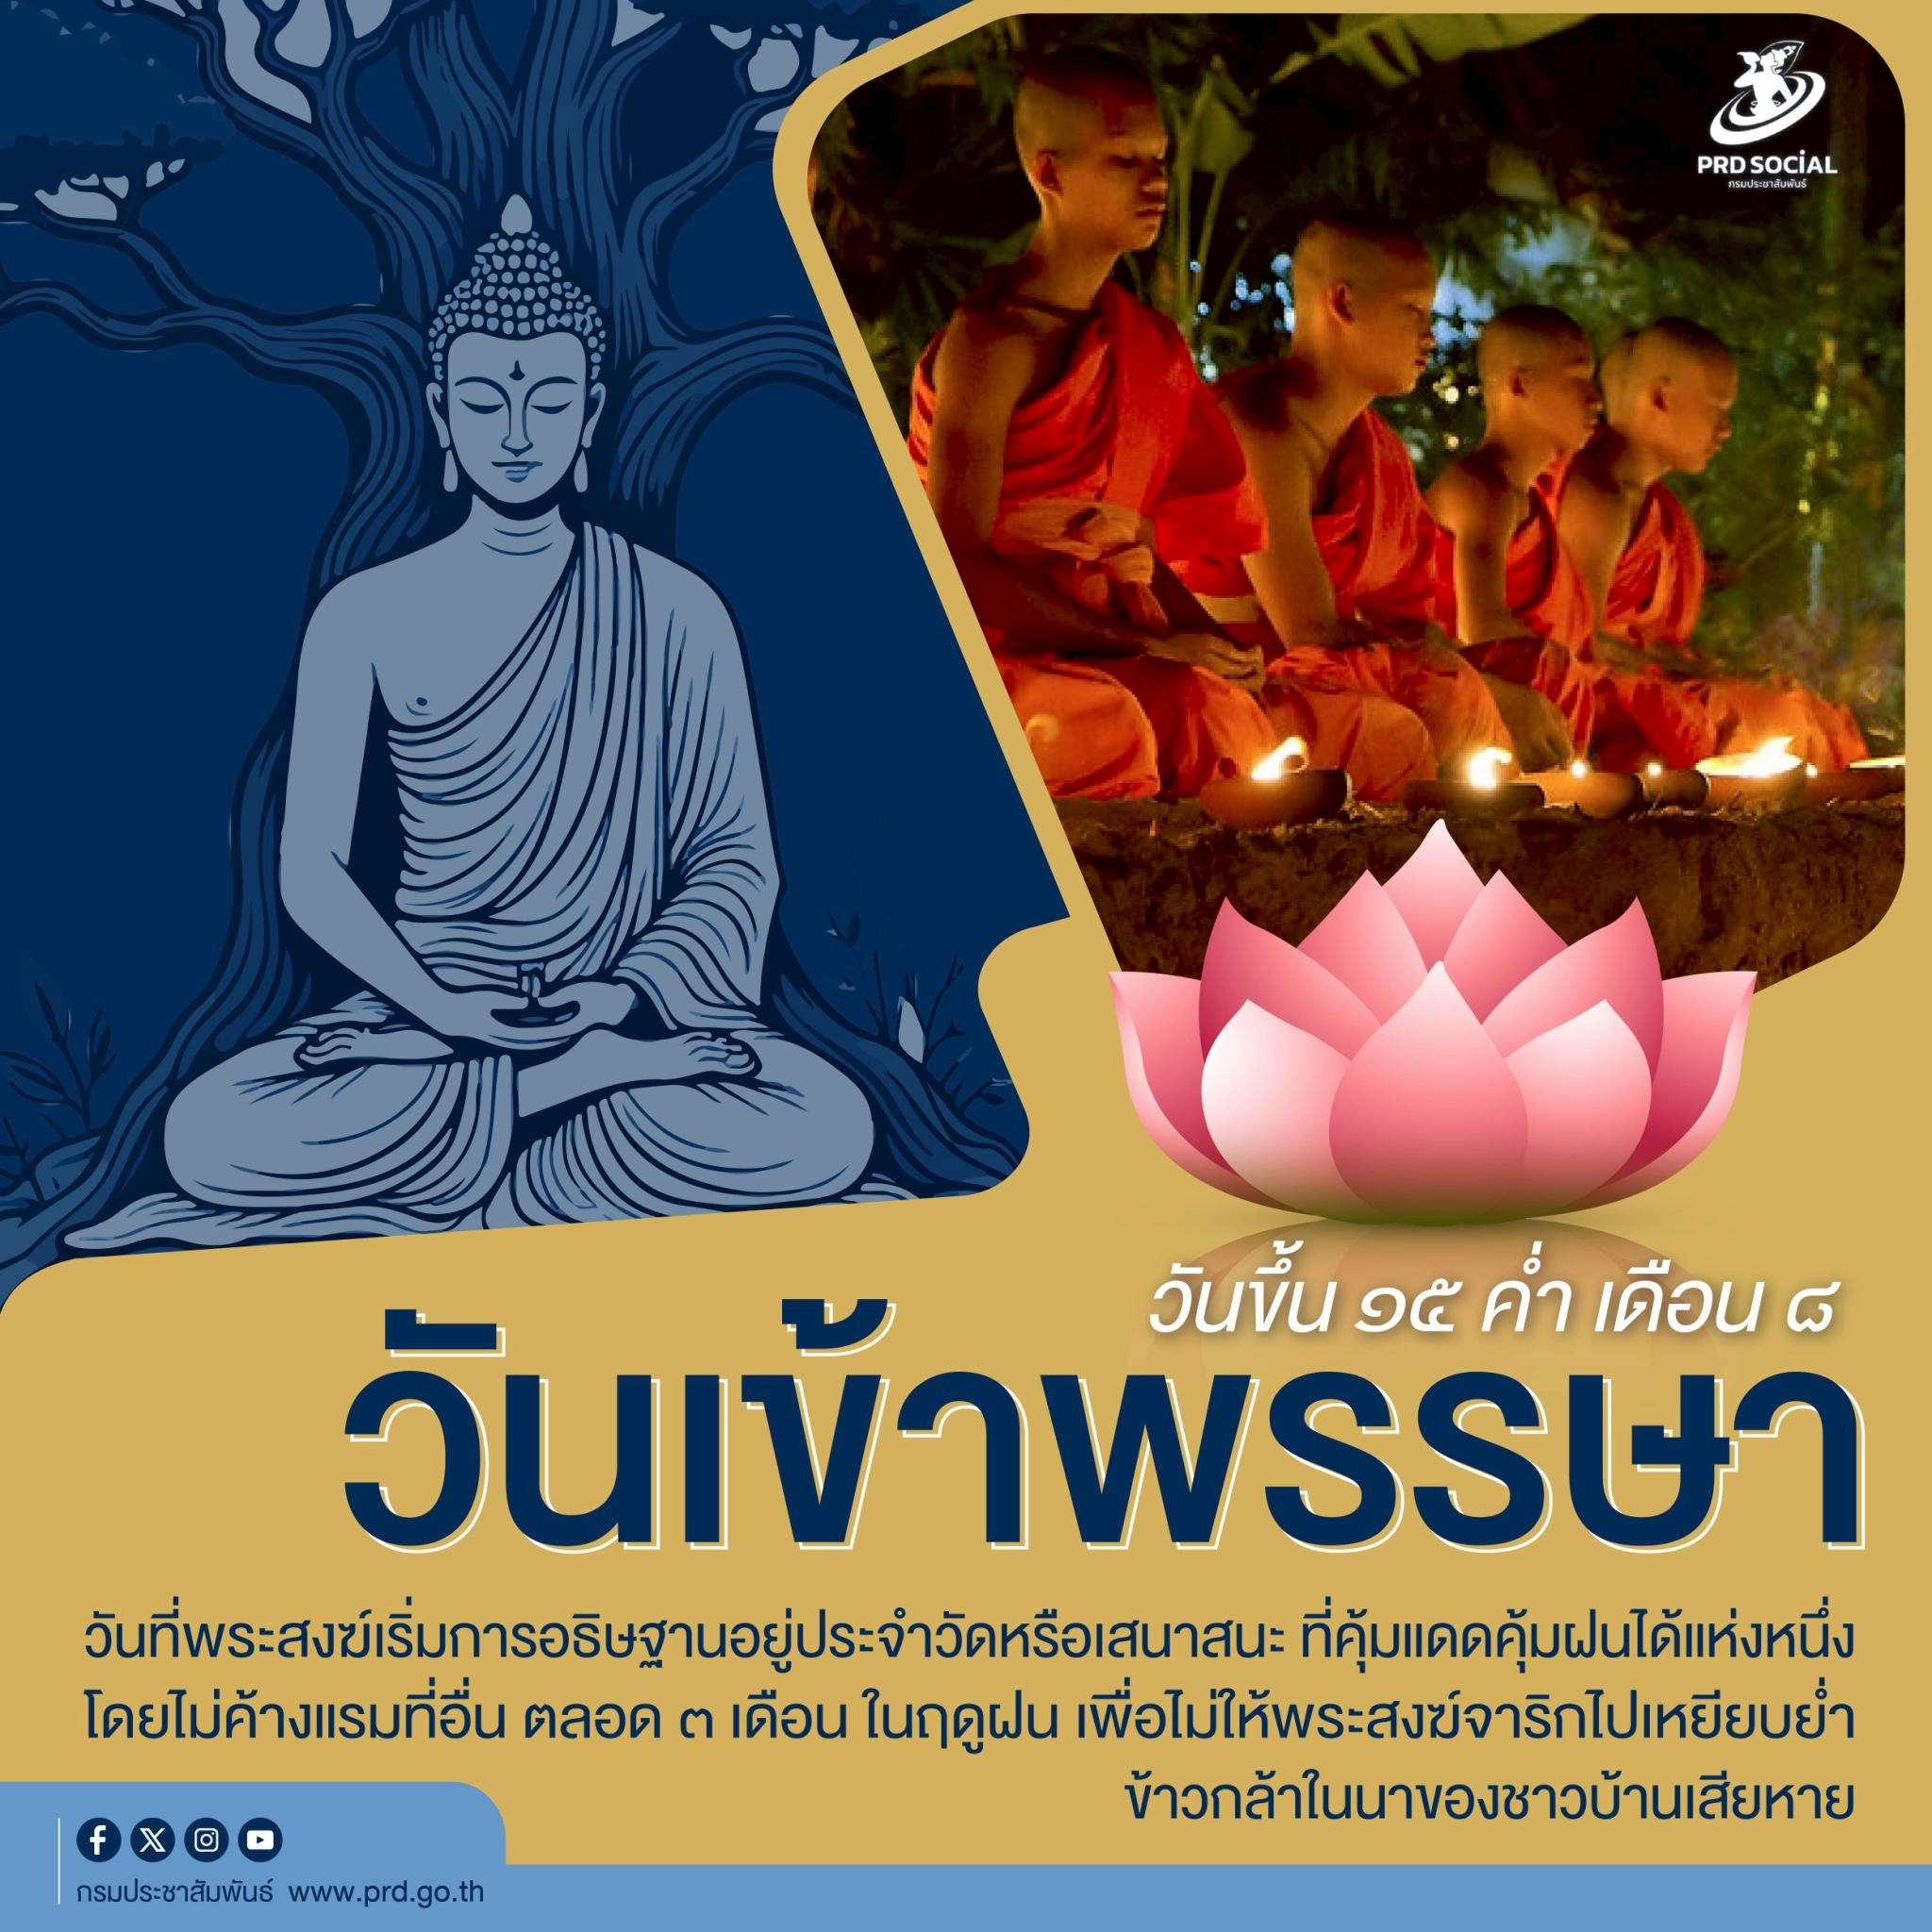 PRD SOCIAL
กรมประชาสัมพันธ์
วันขึ้น ๑๕ ค่ำ เดือน ๘
วันเข้าพรรษา
วันที่พระสงฆ์เริ่มการอธิษฐานอยู่ประจำวัดหรือเสนาสนะ ที่คุ้มแดดคุ้มฝนได้แห่งหนึ่ง
โดยไม่ค้างแรมที่อื่น ตลอด ๓ เดือน ในฤดูฝน เพื่อไม่ให้พระสงฆ์จาริกไปเหยียบย่ำ
ข้าวกล้าในนาของชาวบ้านเสียหาย
กรมประชาสัมพันธ์ www.prd.go.th